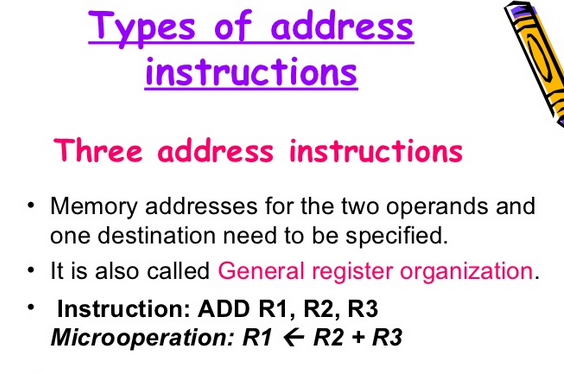 Types of address
instructions
Three address instructions
• Memory addresses for the two operands and
one destination need to be specified.
• It is also called General register organization.
• Instruction: ADD R1, R2, R3
Microoperation: R1 ← R2 + R3